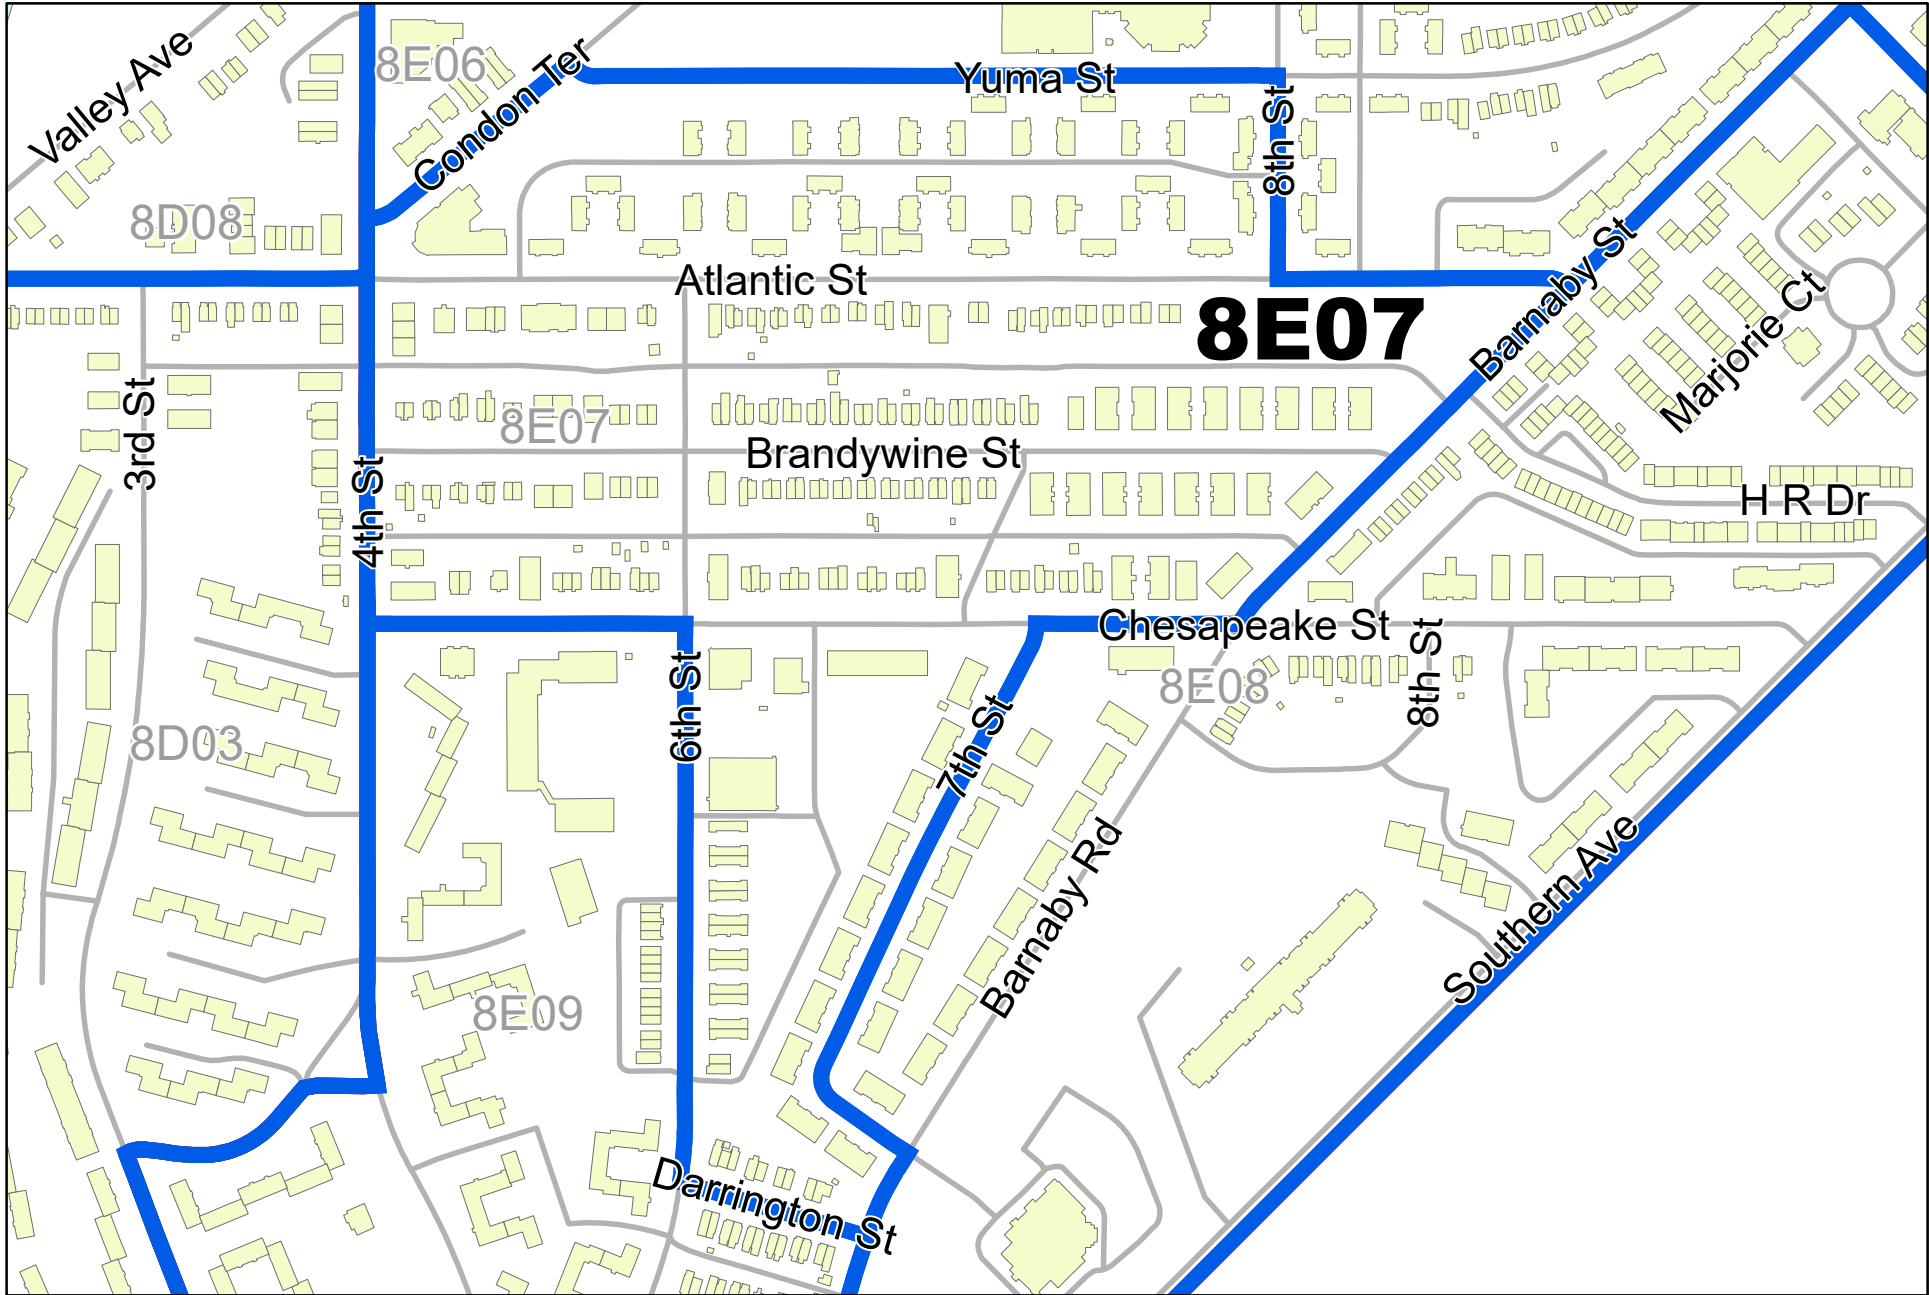 Valley Ave
8E06
Condon Ter
Yuma St
8th St
8D08
Barnaby St
Atlantic St
8E07
Marjorie Ct
3rd St
8E07
Brandywine St
4th St
H R Dr
Chesapeake St
8th St
6th St
8E08
7th St
8D03
Barnaby Rd
Southern Ave
8E09
Darrington St